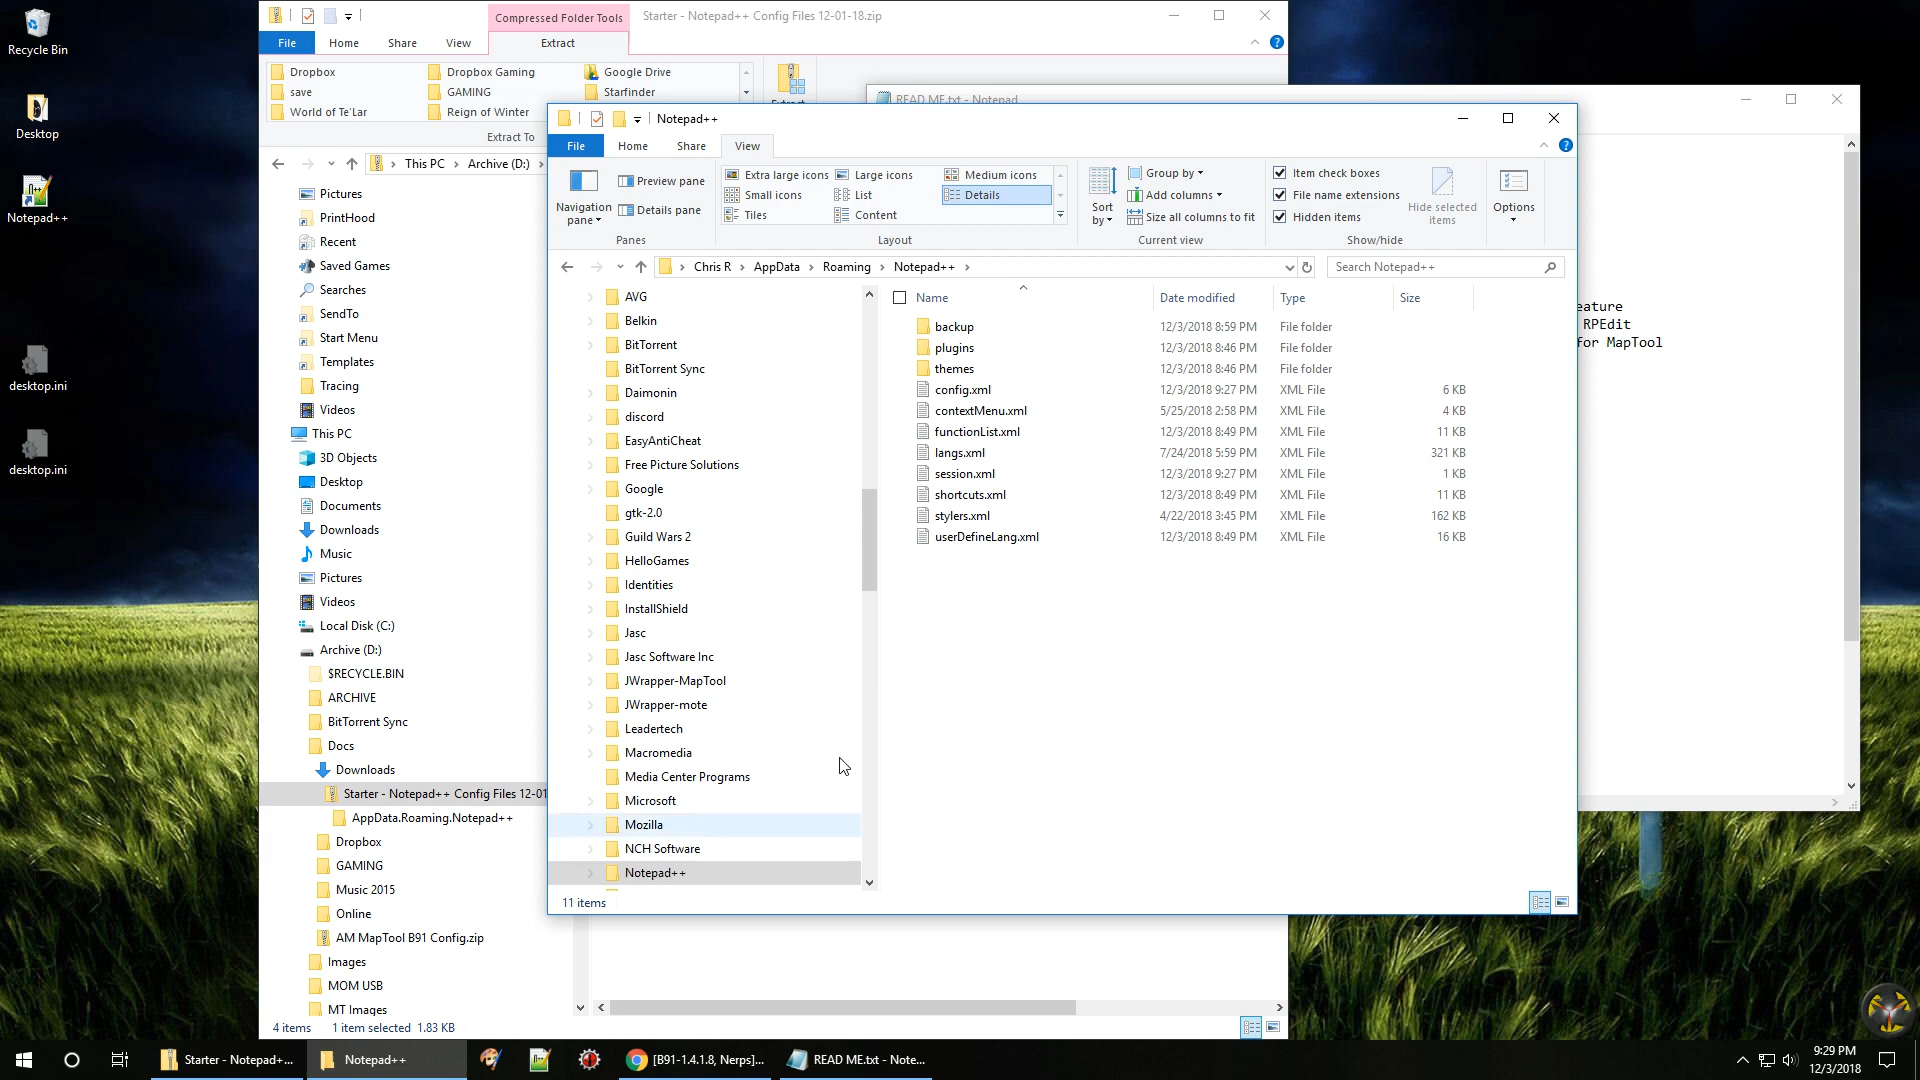 Recycle Bin
Desktop
Notepad++
desktop.ini
desktop.ini
Compressed Folder Tools
Starter - Notepad++ Config Files 12-01-18.zip
File
Home
Share
View
Extract
Dropbox
Dropbox Gaming
Google Drive
save
GAMING
Starfinder
World of Te'Lar
Reign of Winter
Extract To
This PC
Archive (D:)
Pictures
PrintHood
Recent
Saved Games
Searches
SendTo
Start Menu
Templates
Tracing
Videos
This PC
3D Objects
Desktop
Documents
Downloads
Music
Pictures
Videos
Local Disk (C:)
Archive (D:)
$RECYCLE.BIN
ARCHIVE
BitTorrent Sync
Docs
Downloads
Starter - Notepad++ Config Files 12-01
AppData.Roaming.Notepad++
Dropbox
GAMING
Music 2015
Online
AM MapTool B91 Config.zip
Images
MOM USB
MT Images
4 items
1 item selected 1.83 KB
READ ME.txt - Notepad
eature
RPEdit
for MapTool
Notepad++
File
Home
Share
View
Navigation pane
Preview pane
Details pane
Panes
Extra large icons
Large icons
Medium icons
Small icons
List
Details
Tiles
Content
Layout
Sort by
Group by
Add columns
Size all columns to fit
Current view
Item check boxes
File name extensions
Hidden items
Hide selected items
Show/hide
Options
Chris R
AppData
Roaming
Notepad++
Search Notepad++
AVG
Belkin
BitTorrent
BitTorrent Sync
Daimonin
discord
EasyAntiCheat
Free Picture Solutions
Google
gtk-2.0
Guild Wars 2
HelloGames
Identities
InstallShield
Jasc
Jasc Software Inc
JWrapper-MapTool
JWrapper-mote
Leadertech
Macromedia
Media Center Programs
Microsoft
Mozilla
NCH Software
Notepad++
Name
Date modified
Type
Size
backup 12/3/2018 8:59 PM File folder
plugins 12/3/2018 8:46 PM File folder
themes 12/3/2018 8:46 PM File folder
config.xml 12/3/2018 9:27 PM XML File 6 KB
contextMenu.xml 5/25/2018 2:58 PM XML File 4 KB
functionList.xml 12/3/2018 8:49 PM XML File 11 KB
langs.xml 7/24/2018 5:59 PM XML File 321 KB
session.xml 12/3/2018 9:27 PM XML File 1 KB
shortcuts.xml 12/3/2018 8:49 PM XML File 11 KB
stylers.xml 4/22/2018 3:45 PM XML File 162 KB
userDefineLang.xml 12/3/2018 8:49 PM XML File 16 KB
11 items
Starter - Notepad+...
Notepad++
[B91-1.4.1.8, Nerps]...
READ ME.txt - Note...
9:29 PM
12/3/2018